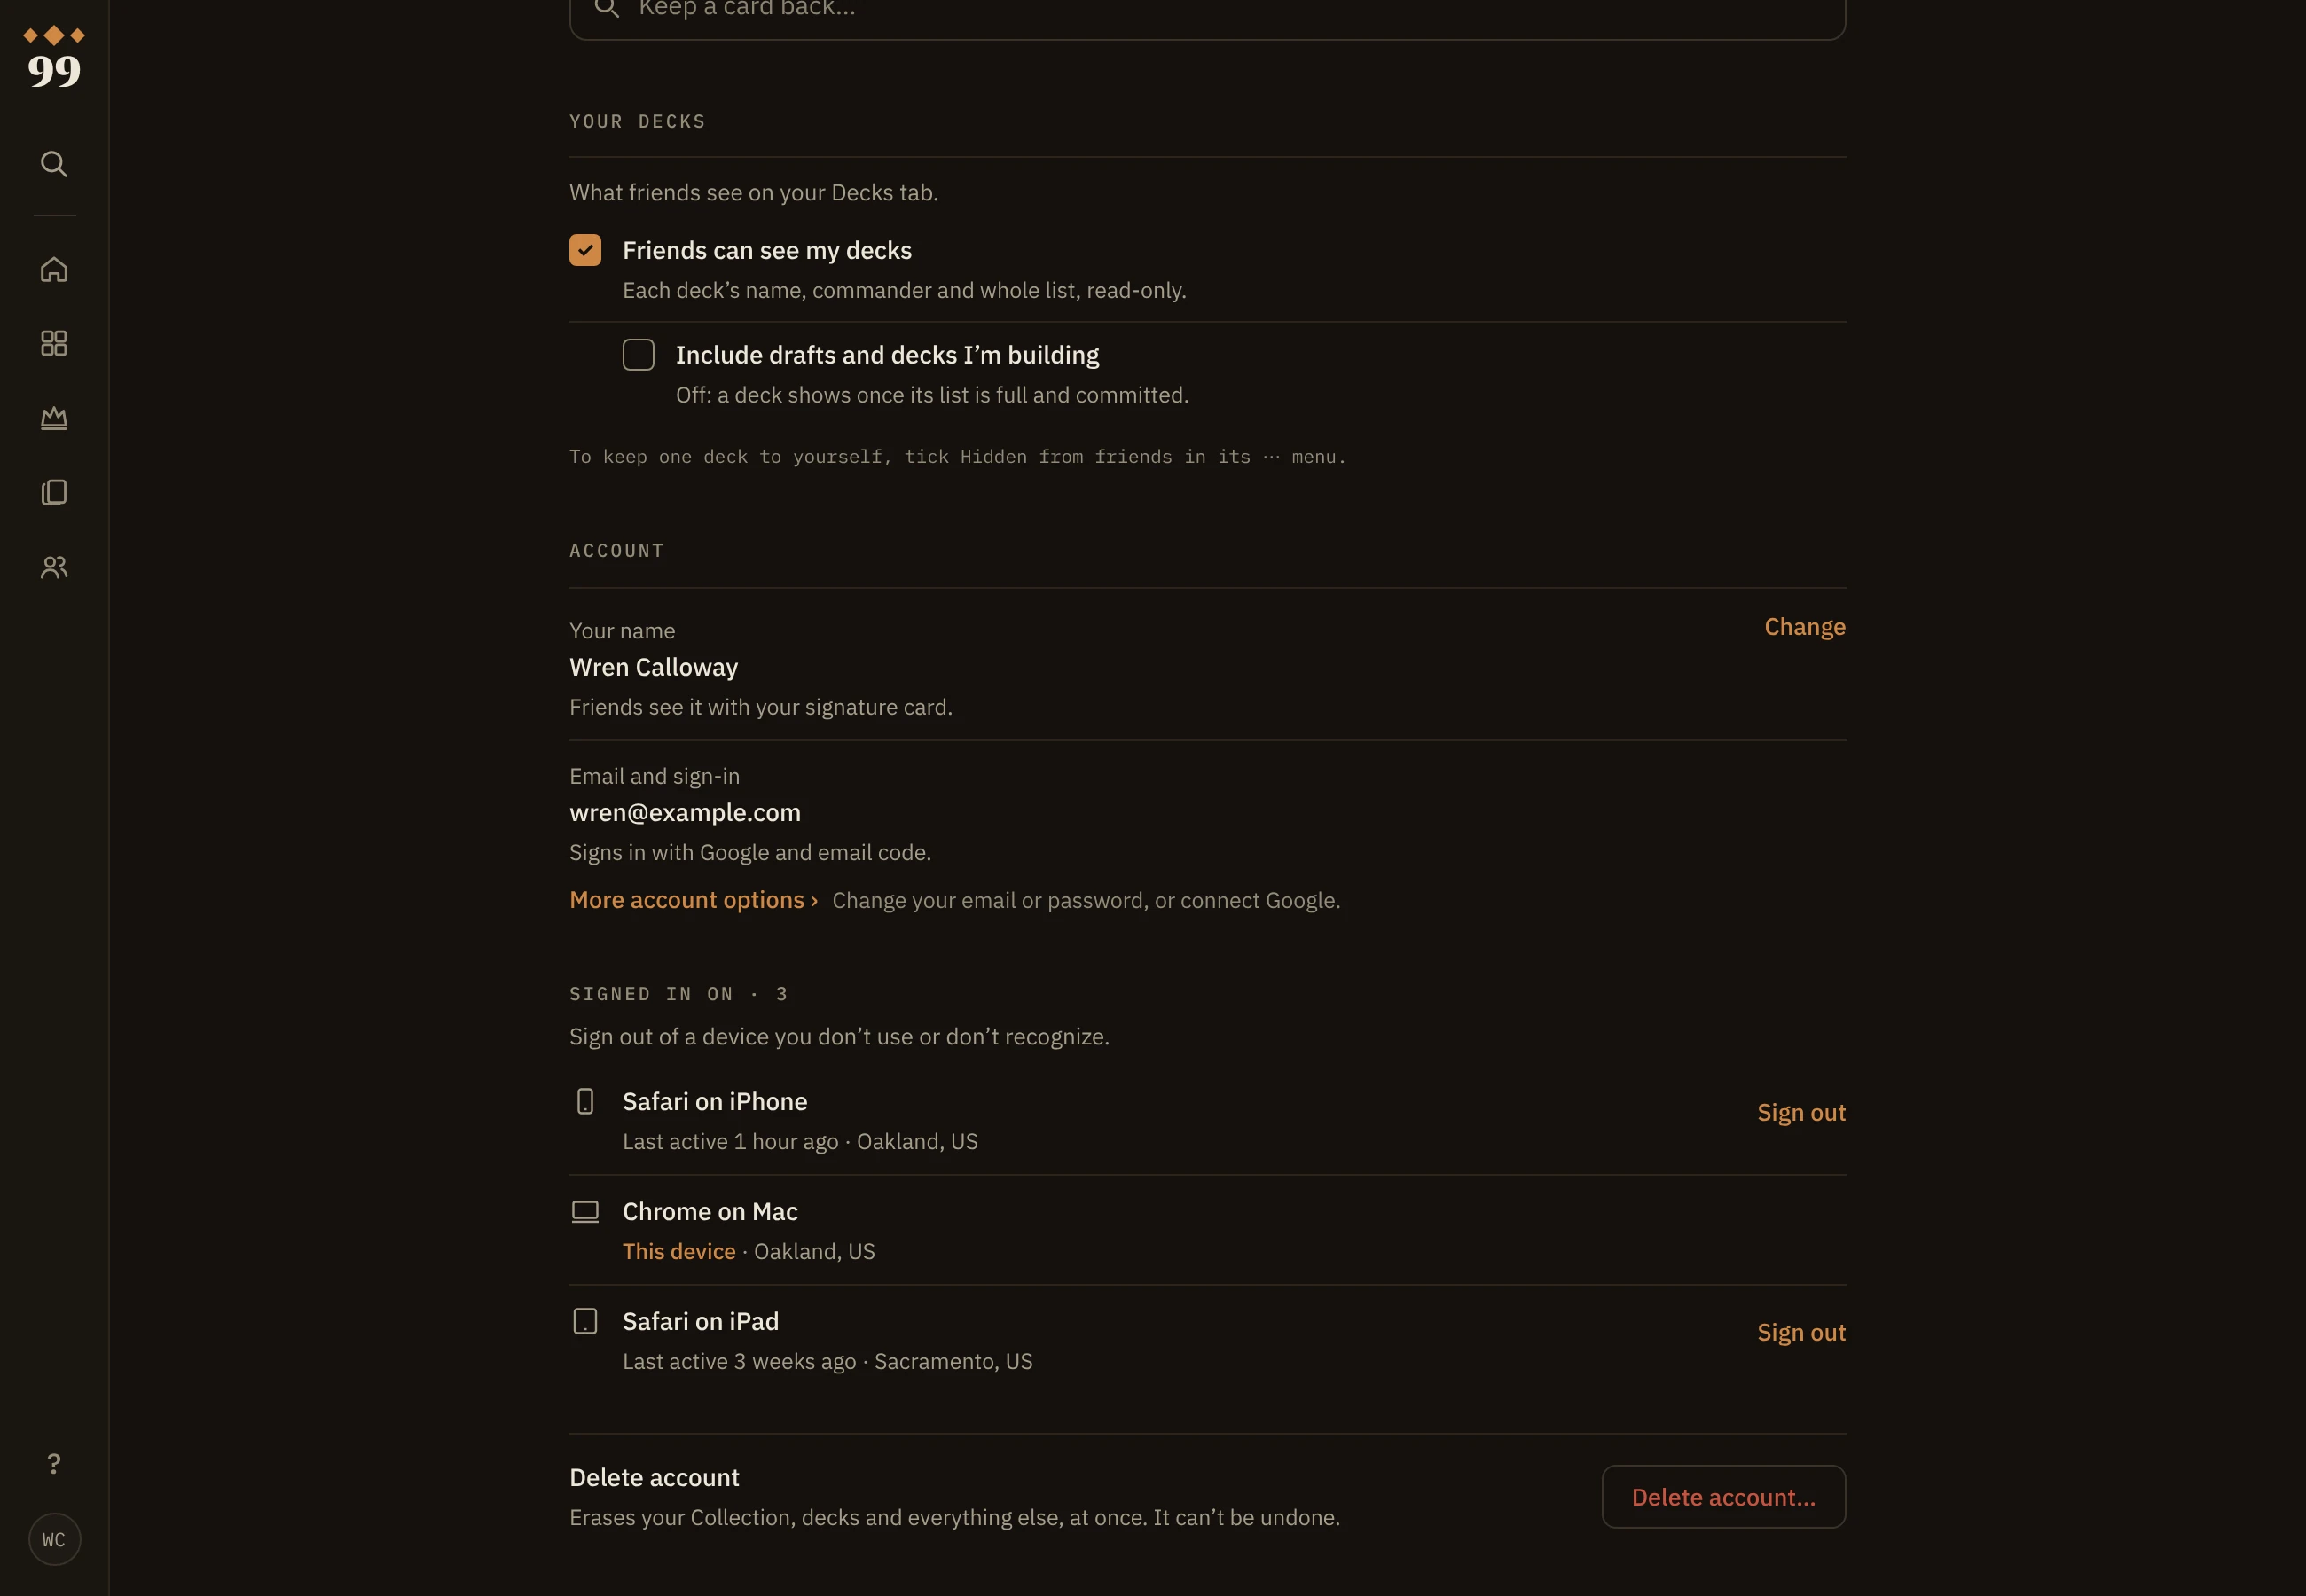 Keep a card back…
99
YOUR DECKS
What friends see on your Decks tab.
Friends can see my decks
Each deck’s name, commander and whole list, read-only.
Include drafts and decks I’m building
Off: a deck shows once its list is full and committed.
To keep one deck to yourself, tick Hidden from friends in its ⋯ menu.
ACCOUNT
Your name
Change
Wren Calloway
Friends see it with your signature card.
Email and sign-in
wren@example.com
Signs in with Google and email code.
More account options › Change your email or password, or connect Google.
SIGNED IN ON · 3
Sign out of a device you don’t use or don’t recognize.
Safari on iPhone
Sign out
Last active 1 hour ago · Oakland, US
Chrome on Mac
This device · Oakland, US
Safari on iPad
Sign out
Last active 3 weeks ago · Sacramento, US
Delete account
Delete account…
Erases your Collection, decks and everything else, at once. It can’t be undone.
?
WC